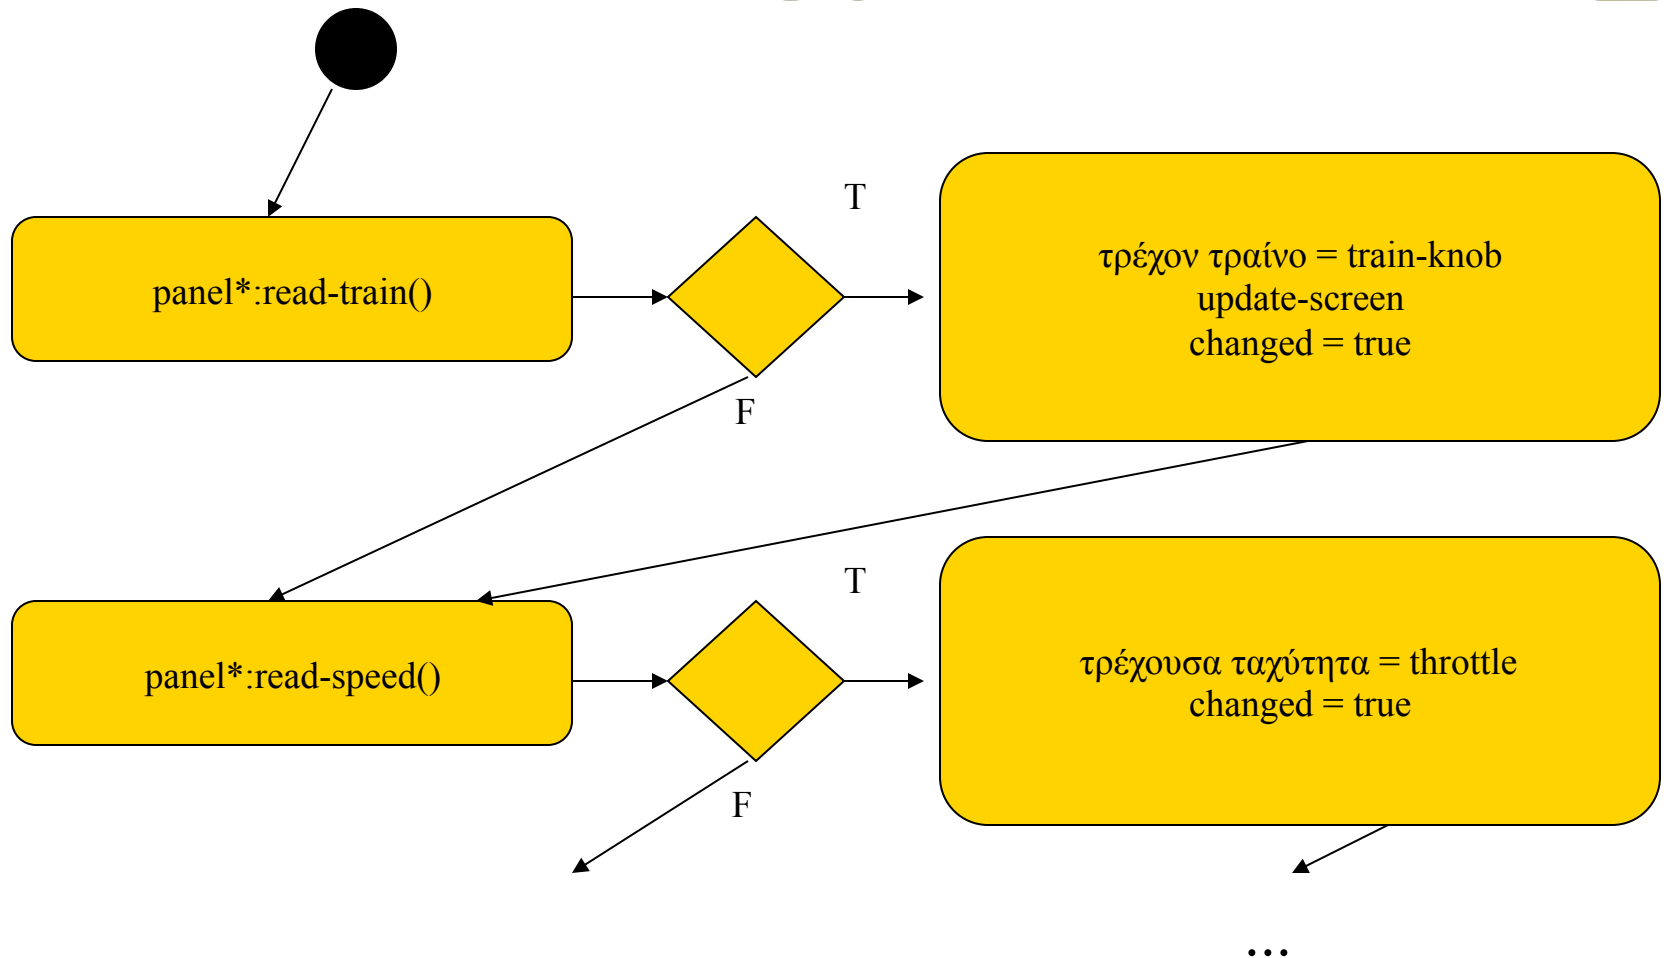 T
panel*:read-train()
τρέχον τραίνο = train-knob
update-screen
changed = true
F
T
panel*:read-speed()
τρέχουσα ταχύτητα = throttle
changed = true
F
...